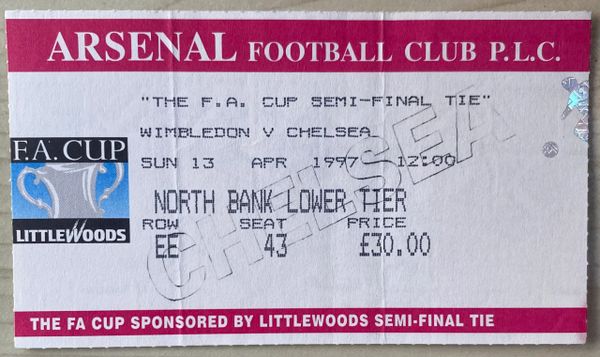 ARSENAL FOOTBALL CLUB P.L.C.
"THE F.A. CUP SEMI-FINAL TIE"
WIMBLEDON V CHELSEA
SUN 13 APR 1997 12:00
F.A. CUP
LITTLEWOODS
NORTH BANK LOWER TIER
ROW SEAT PRICE
EE 43 £30.00
CHELSEA
THE FA CUP SPONSORED BY LITTLEWOODS SEMI-FINAL TIE